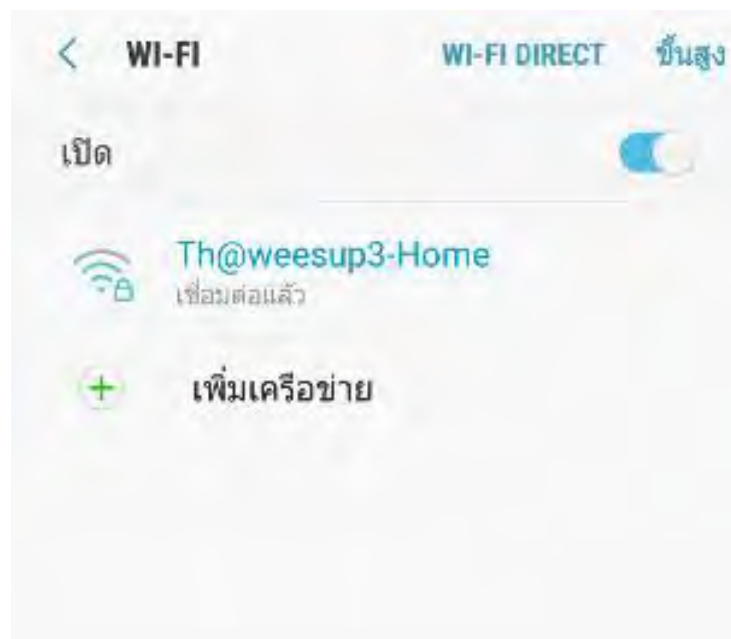 < WI-FI WI-FI DIRECT ขั้นสูง
เปิด
Th@weesup3-Home
เชื่อมต่อแล้ว
+ เพิ่มเครือข่าย